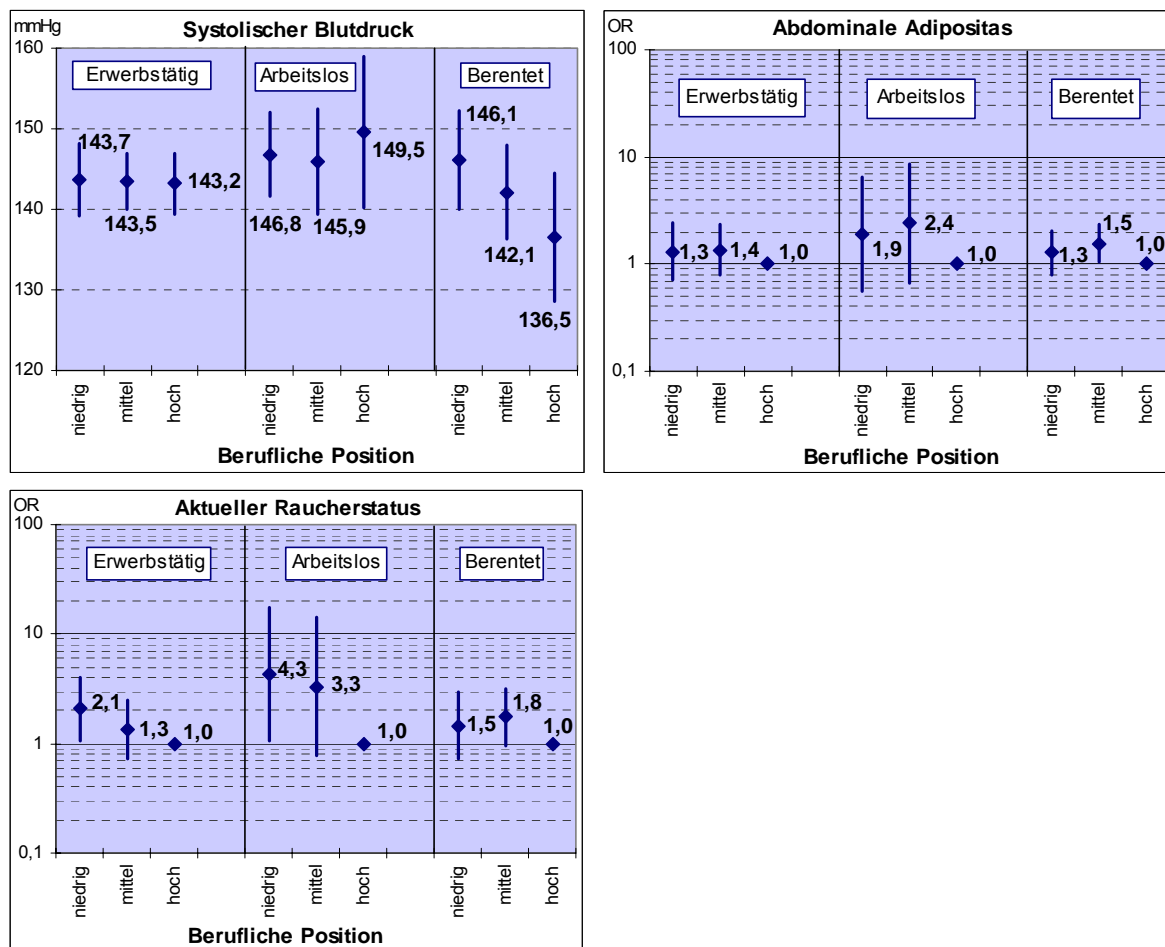 mmHg
Systolischer Blutdruck
160
150
140
130
120
Erwerbstätig
Arbeitslos
Berentet
143,7
143,5
143,2
146,8
145,9
149,5
146,1
142,1
136,5
niedrig
mittel
hoch
niedrig
mittel
hoch
niedrig
mittel
hoch
Berufliche Position
OR
Abdominale Adipositas
100
10
1
0,1
Erwerbstätig
Arbeitslos
Berentet
1,3
1,4
1,0
1,9
2,4
1,0
1,3
1,5
1,0
niedrig
mittel
hoch
niedrig
mittel
hoch
niedrig
mittel
hoch
Berufliche Position
OR
Aktueller Raucherstatus
100
10
1
0,1
Erwerbstätig
Arbeitslos
Berentet
2,1
1,3
1,0
4,3
3,3
1,0
1,5
1,8
1,0
niedrig
mittel
hoch
niedrig
mittel
hoch
niedrig
mittel
hoch
Berufliche Position